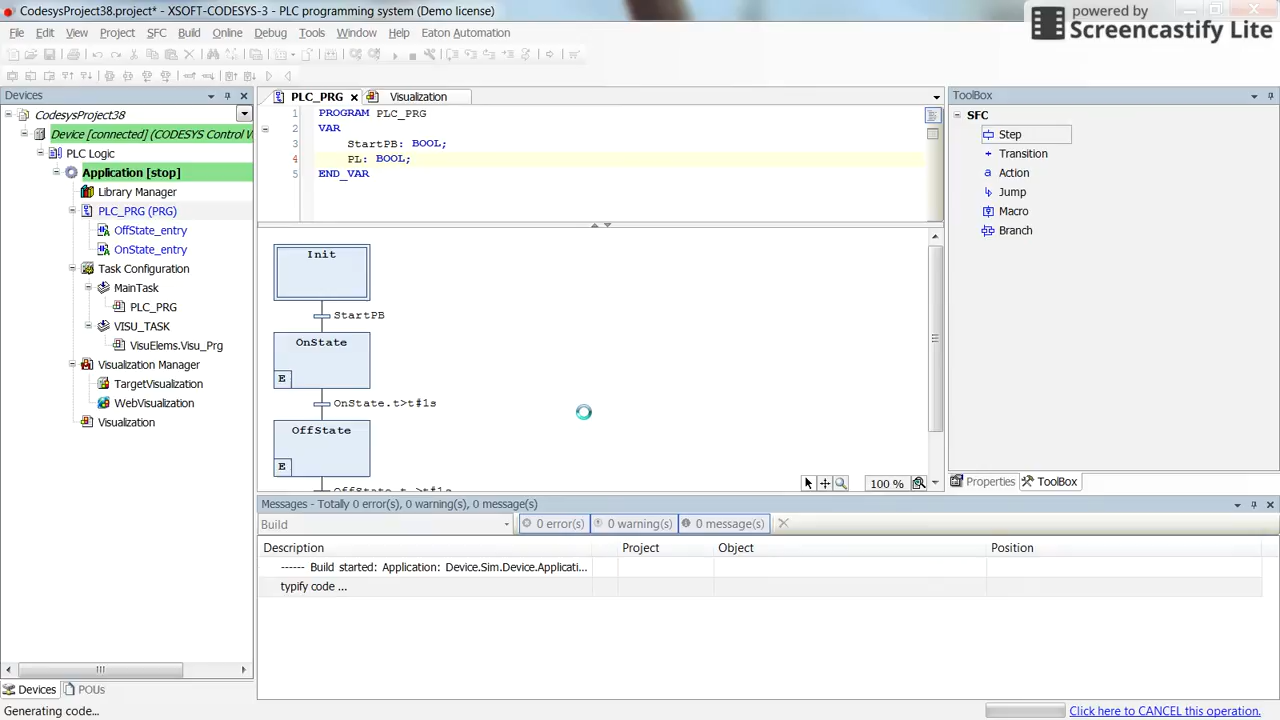 CodesysProject38.project* - XSOFT-CODESYS-3 - PLC programming system (Demo license)
powered by
Screencastify Lite
File Edit View Project SFC Build Online Debug Tools Window Help Eaton Automation
Devices
CodesysProject38
Device [connected] (CODESYS Control W
PLC Logic
Application [stop]
Library Manager
PLC_PRG (PRG)
OffState_entry
OnState_entry
Task Configuration
MainTask
PLC_PRG
VISU_TASK
VisuElems.Visu_Prg
Visualization Manager
TargetVisualization
WebVisualization
Visualization
Devices POUs
PLC_PRG Visualization
1 PROGRAM PLC_PRG
2 VAR
3 StartPB: BOOL;
4 PL: BOOL;
5 END_VAR
Init
StartPB
OnState
E
OnState.t>t#1s
OffState
E
OffState.t >t#1s
100 %
ToolBox
SFC
Step
Transition
Action
Jump
Macro
Branch
Properties ToolBox
Messages - Totally 0 error(s), 0 warning(s), 0 message(s)
Build 0 error(s) 0 warning(s) 0 message(s)
Description Project Object Position
------ Build started: Application: Device.Sim.Device.Applicati...
typify code ...
Generating code...
Click here to CANCEL this operation.